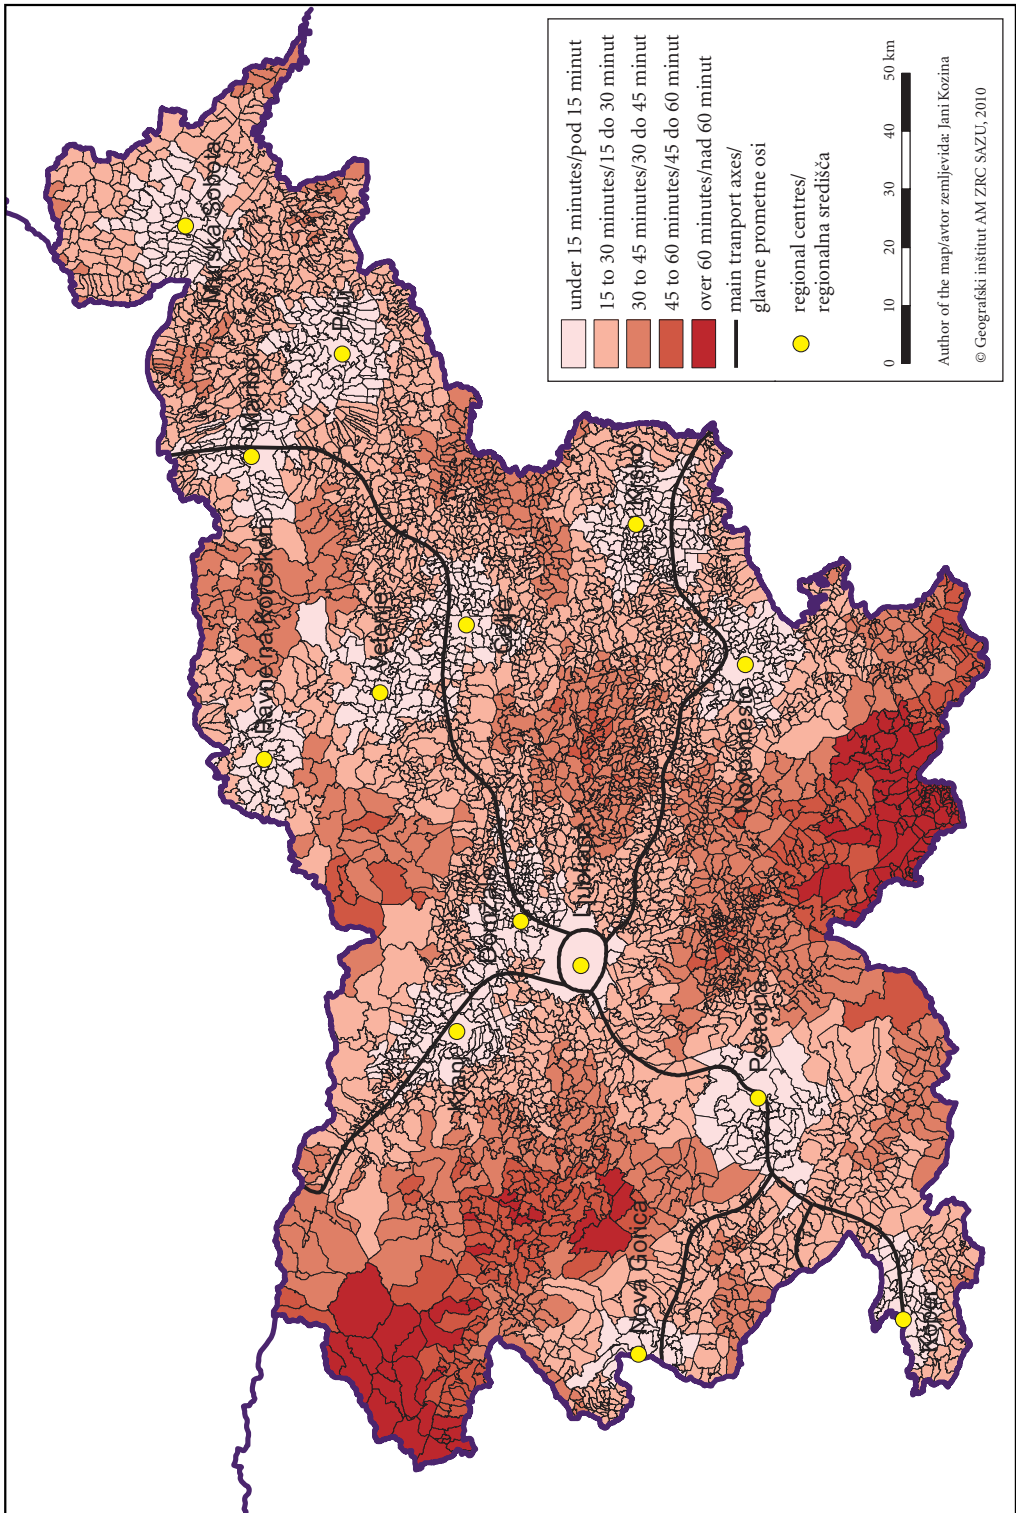 Murska Sobota
Maribor
Ptuj
Ravne na Koroškem
Velenje
Celje
Krško
Novo mesto
Domžale
Ljubljana
Kranj
Postojna
Nova Gorica
Koper
under 15 minutes/pod 15 minut
15 to 30 minutes/15 do 30 minut
30 to 45 minutes/30 do 45 minut
45 to 60 minutes/45 do 60 minut
over 60 minutes/nad 60 minut
main tranport axes/
glavne prometne osi
regional centres/
regionalna središča
0 10 20 30 40 50 km
Author of the map/avtor zemljevida: Jani Kozina
© Geografski inštitut AM ZRC SAZU, 2010